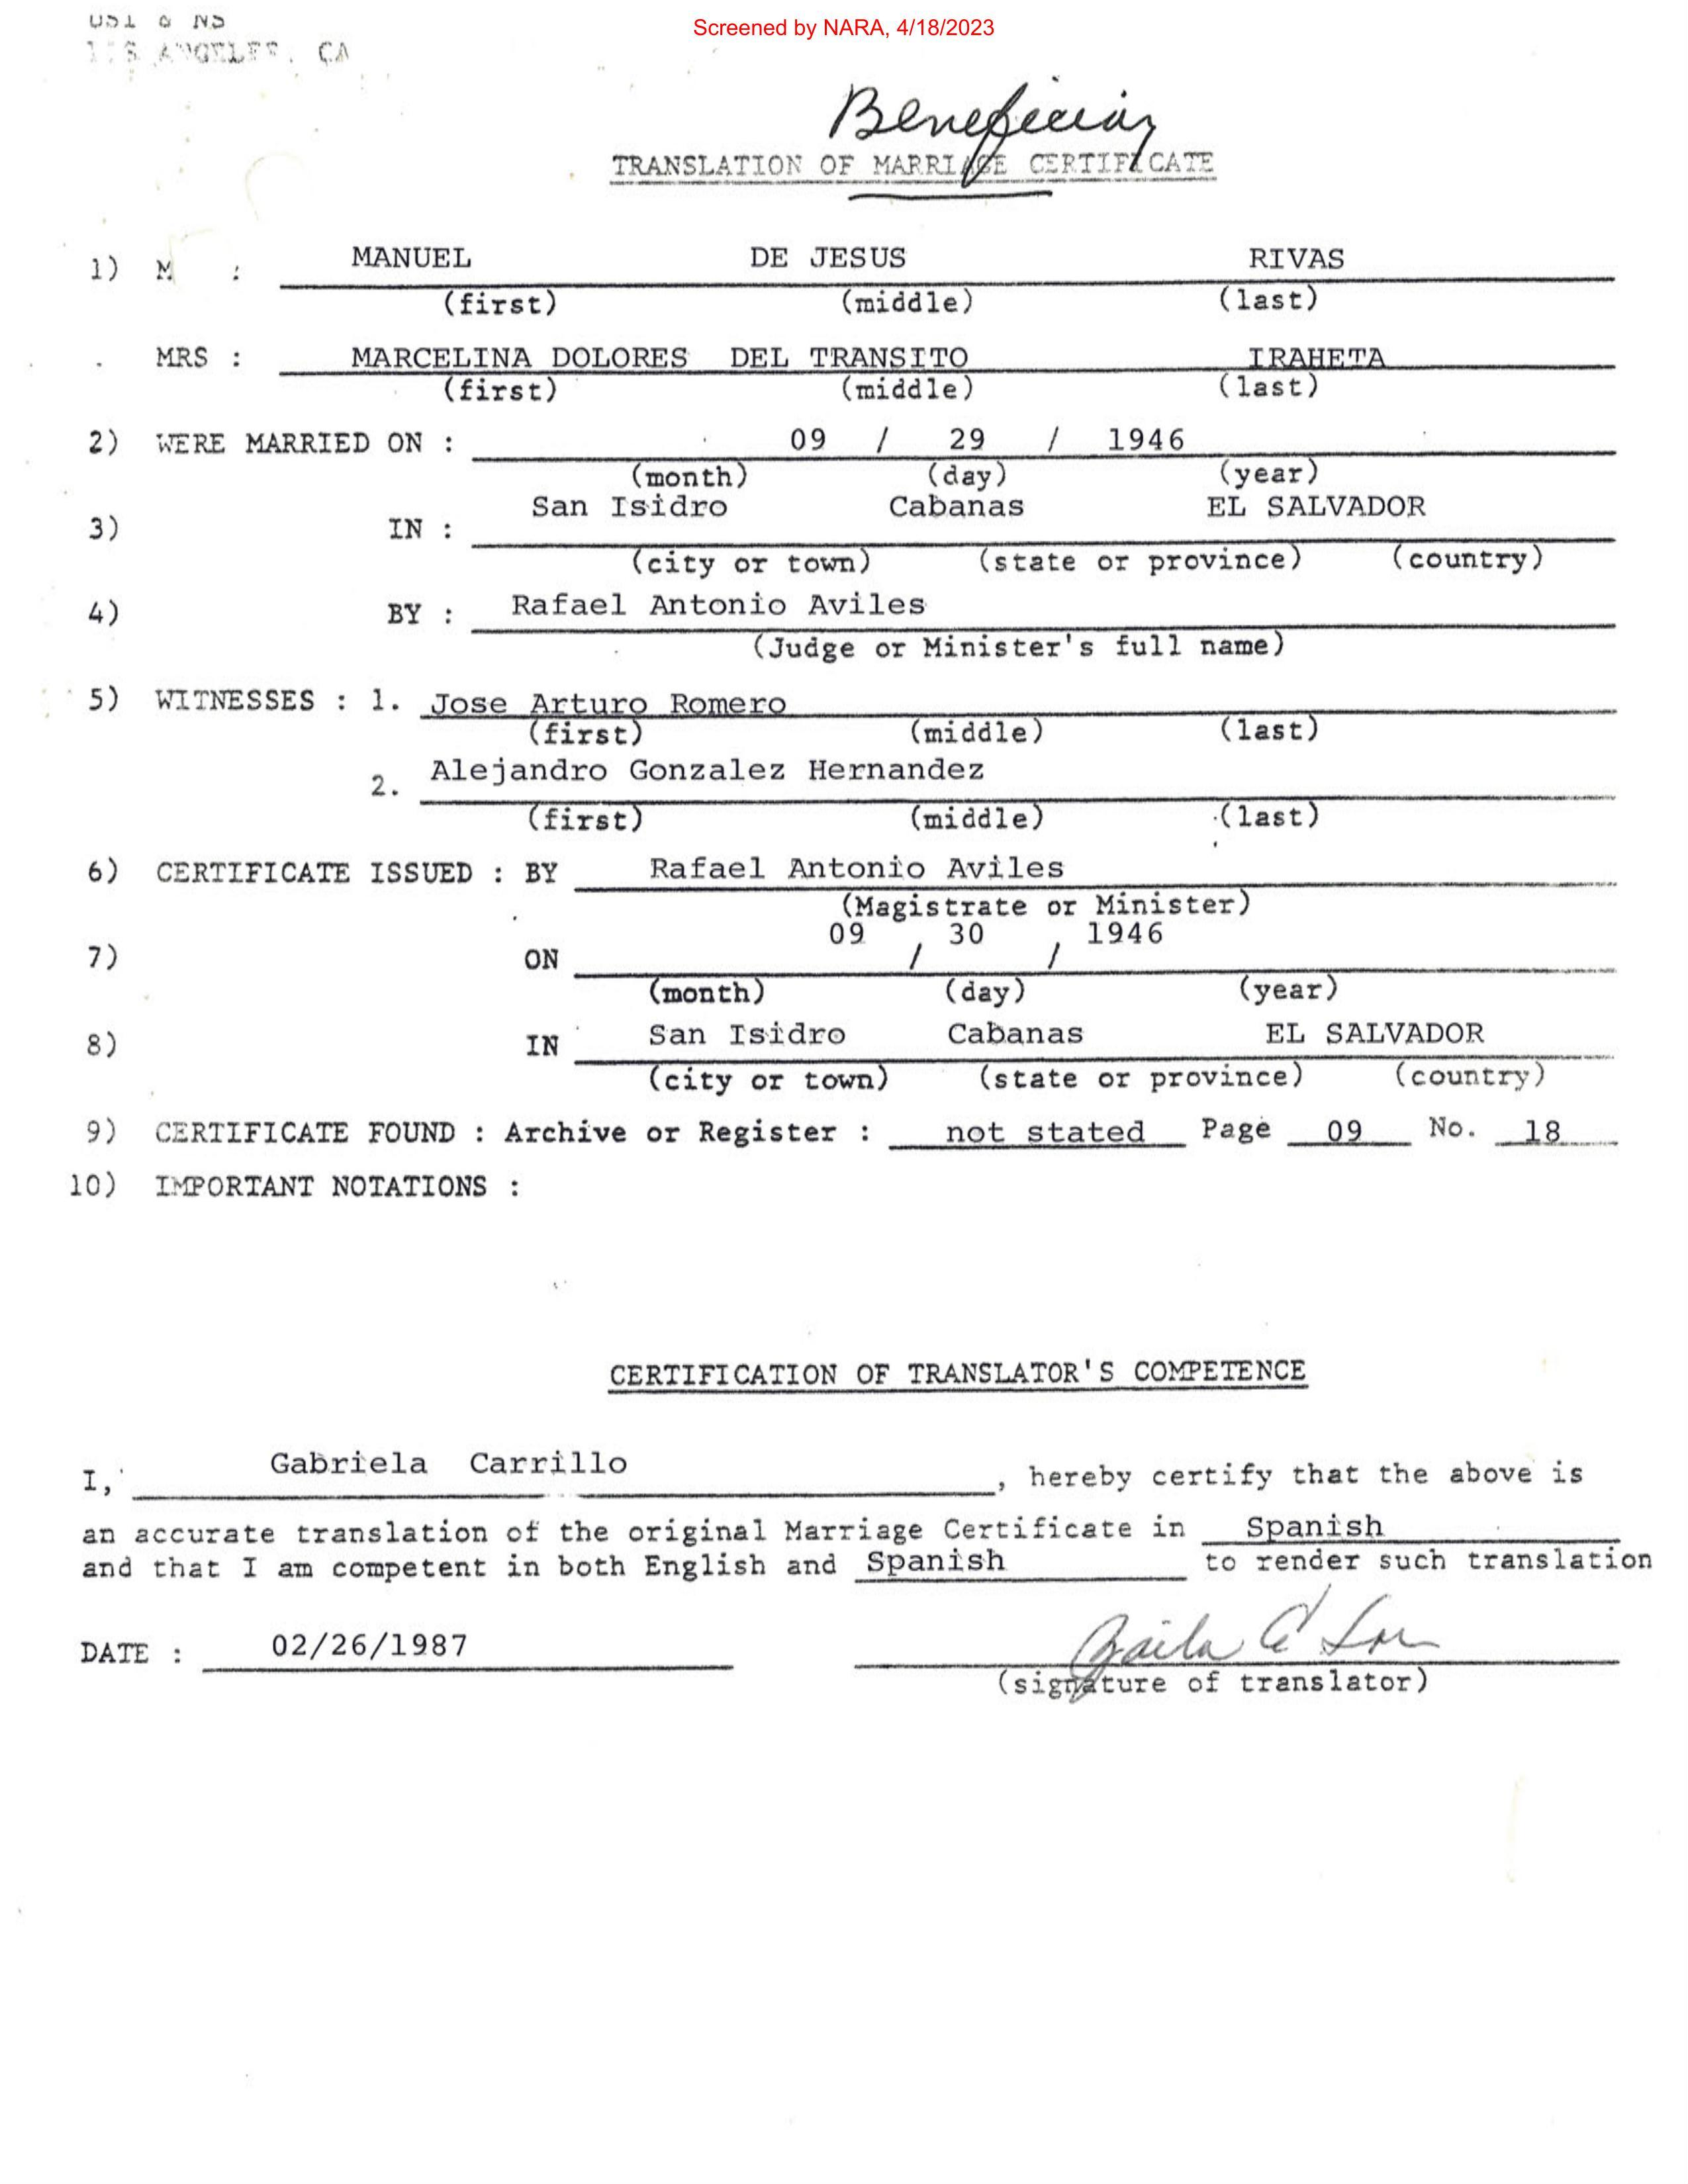 Screened by NARA, 4/18/2023
USI & NS
LOS ANGELES, CA
Beneficiary
TRANSLATION OF MARRIAGE CERTIFICATE
1) M : MANUEL DE JESUS RIVAS
(first) (middle) (last)
MRS : MARCELINA DOLORES DEL TRANSITO IRAHETA
(first) (middle) (last)
2) WERE MARRIED ON : 09 / 29 / 1946
(month) (day) (year)
San Isidro Cabanas EL SALVADOR
3) IN :
(city or town) (state or province) (country)
4) BY : Rafael Antonio Aviles
(Judge or Minister's full name)
5) WITNESSES : 1. Jose Arturo Romero
(first) (middle) (last)
2. Alejandro Gonzalez Hernandez
(first) (middle) (last)
6) CERTIFICATE ISSUED : BY Rafael Antonio Aviles
(Magistrate or Minister)
7) ON 09 / 30 / 1946
(month) (day) (year)
8) IN San Isidro Cabanas EL SALVADOR
(city or town) (state or province) (country)
9) CERTIFICATE FOUND : Archive or Register : not stated Page 09 No. 18
10) IMPORTANT NOTATIONS :
CERTIFICATION OF TRANSLATOR'S COMPETENCE
I, Gabriela Carrillo , hereby certify that the above is
an accurate translation of the original Marriage Certificate in Spanish
and that I am competent in both English and Spanish to render such translation
DATE : 02/26/1987
(signature of translator)